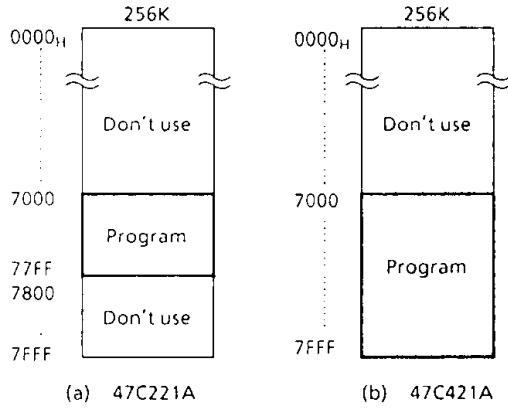 256K
0000H
Don't use
7000
Program
77FF
7800
Don't use
7FFF
(a) 47C221A
256K
0000H
Don't use
7000
Program
7FFF
(b) 47C421A